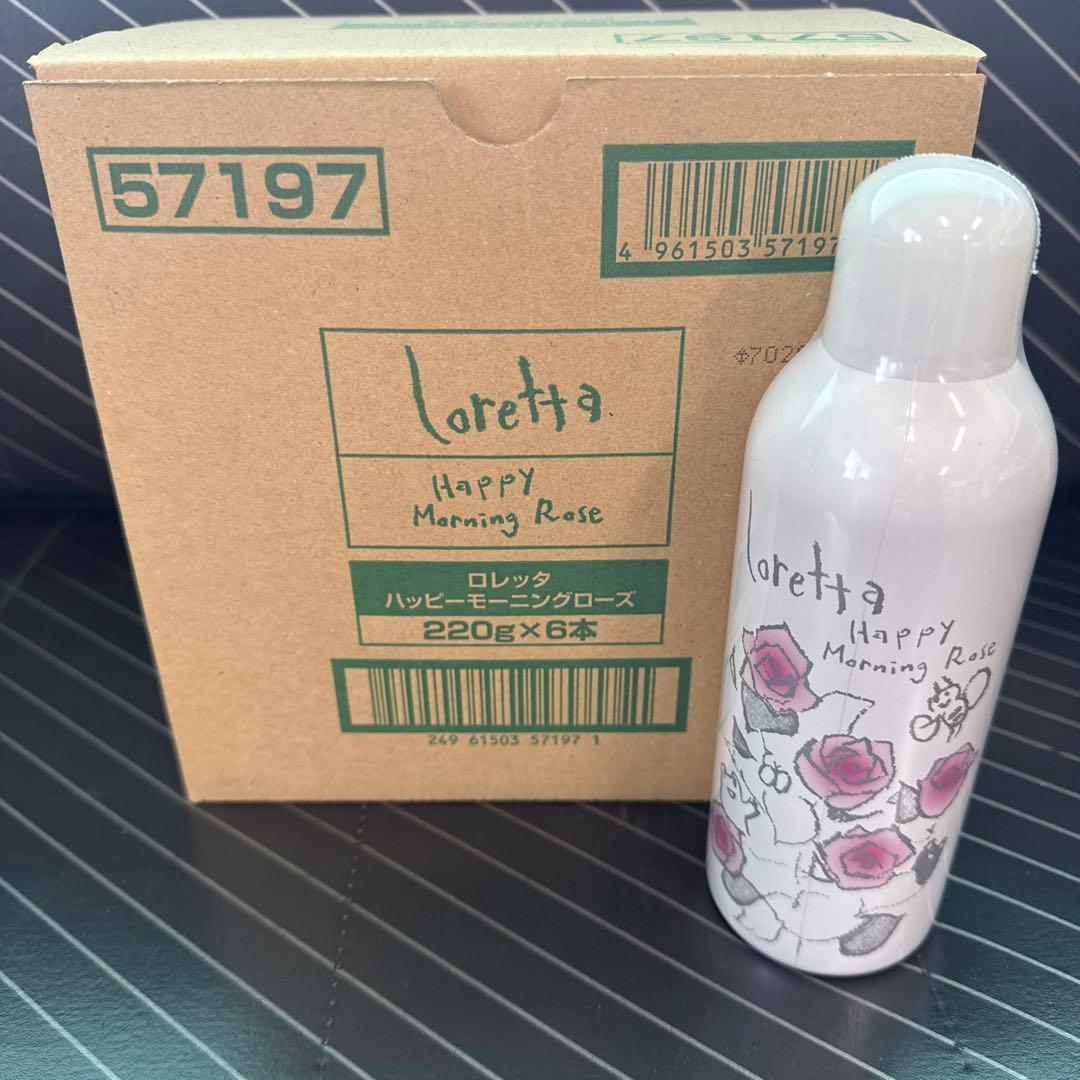 57197
57197
4 961503 57197
loretta
Happy
Morning Rose
ロレッタ
ハッピーモーニングローズ
220g×6本
249 61503 57197 1
loretta
Happy
Morning Rose